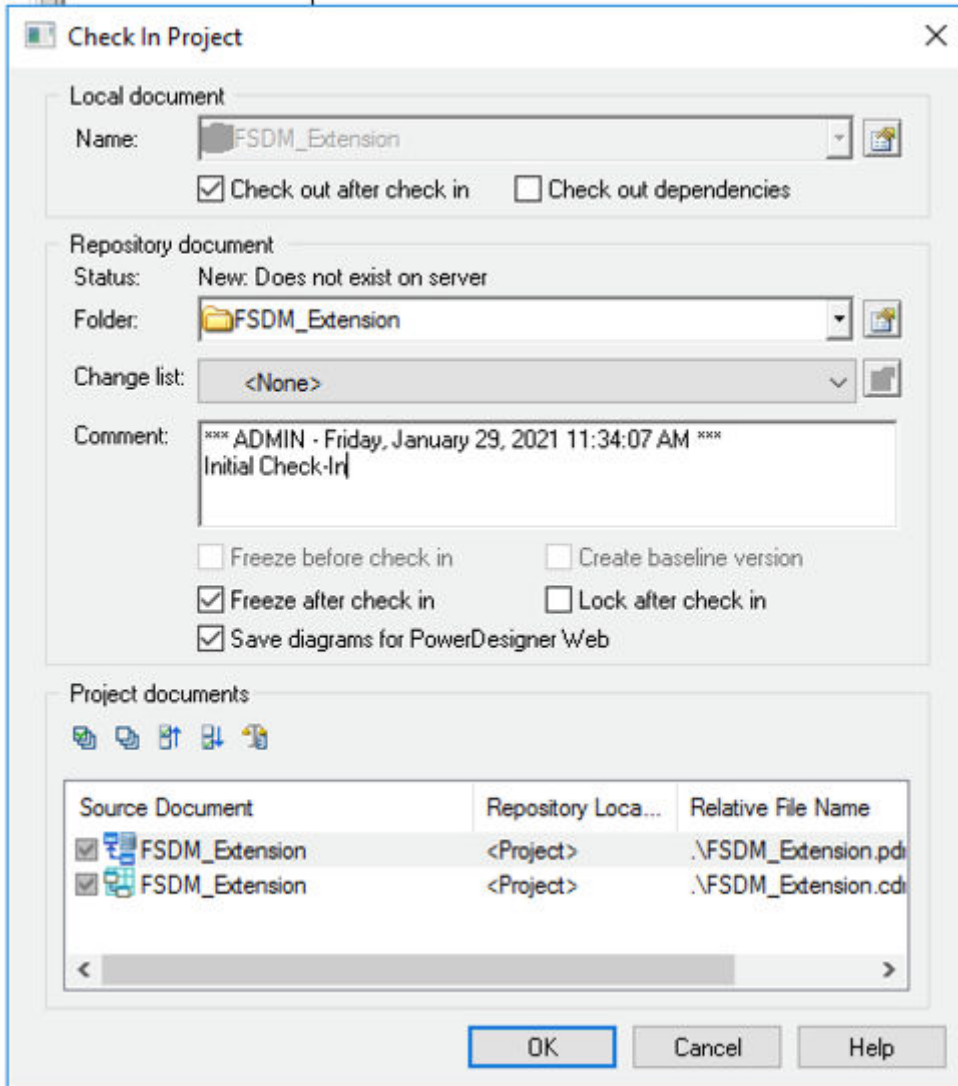 Check In Project
Local document
Name: FSDM_Extension
Check out after check in Check out dependencies
Repository document
Status: New: Does not exist on server
Folder: FSDM_Extension
Change list: <None>
Comment: *** ADMIN - Friday, January 29, 2021 11:34:07 AM ***
Initial Check-In
Freeze before check in Create baseline version
Freeze after check in Lock after check in
Save diagrams for PowerDesigner Web
Project documents
Source Document Repository Loca... Relative File Name
FSDM_Extension <Project> .\FSDM_Extension.pd
FSDM_Extension <Project> .\FSDM_Extension.cd
OK Cancel Help